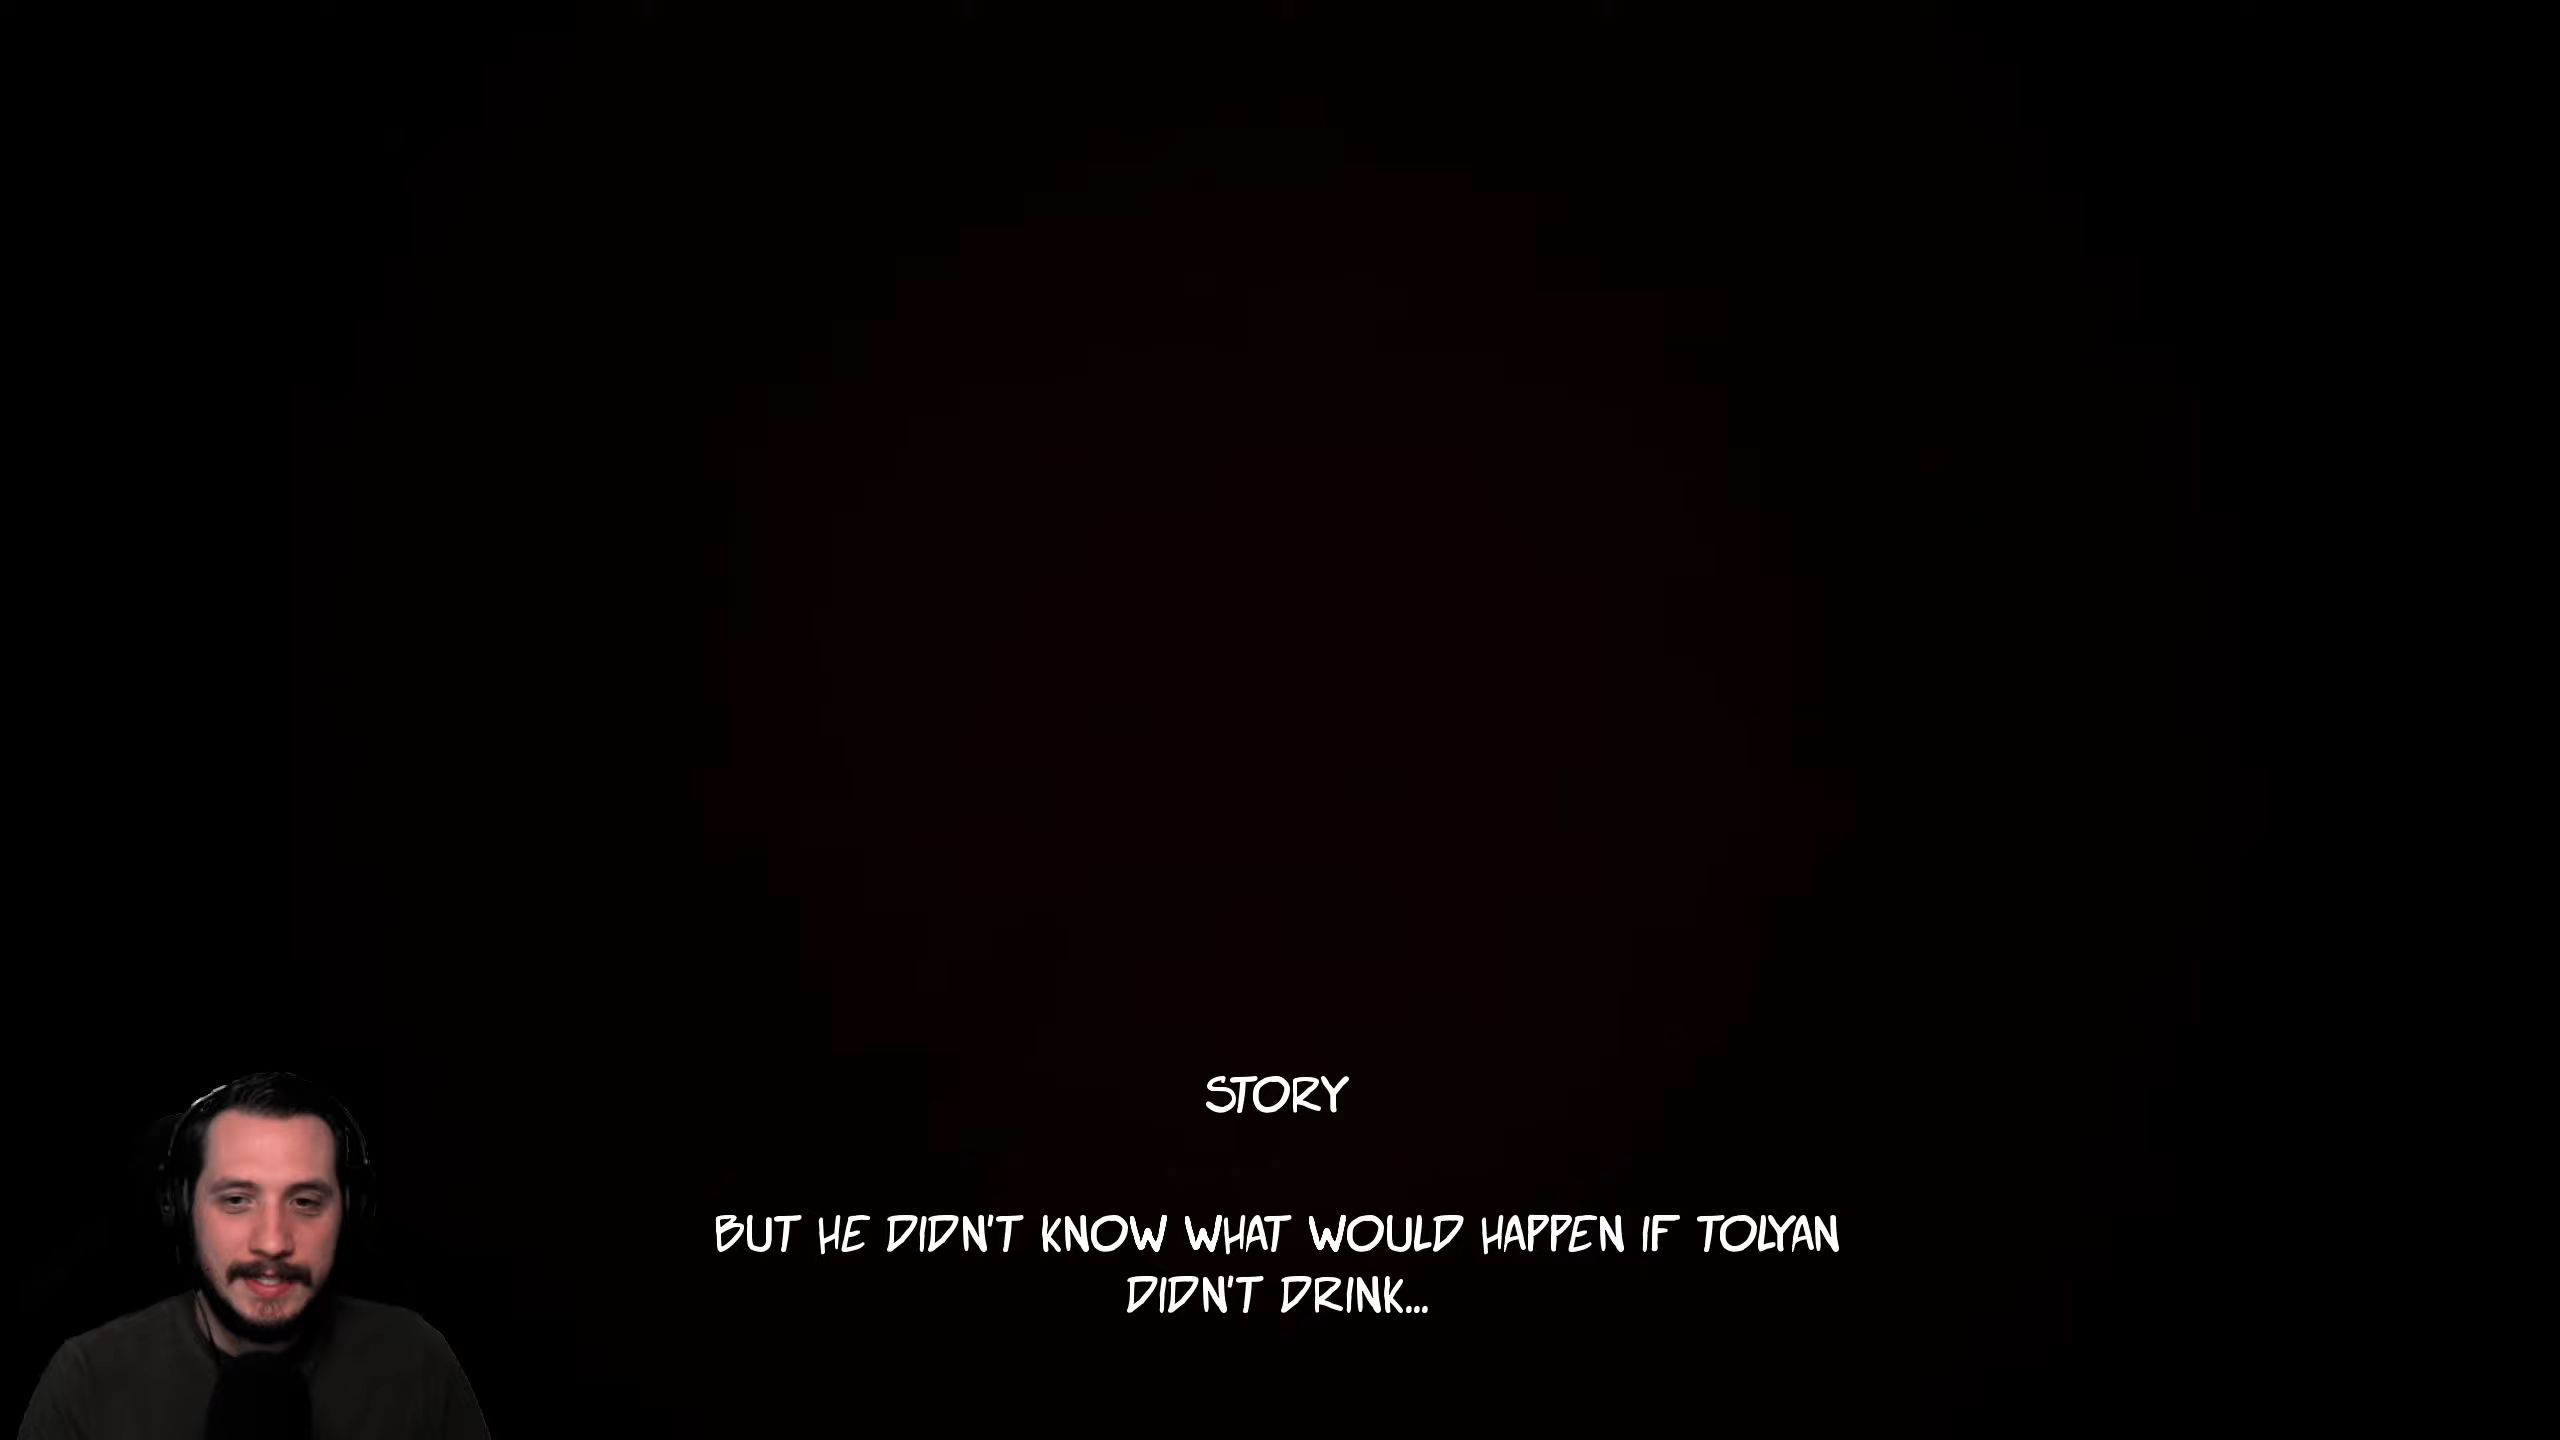 STORY
BUT HE DIDN'T KNOW WHAT WOULD HAPPEN IF TOLYAN
DIDN'T DRINK...